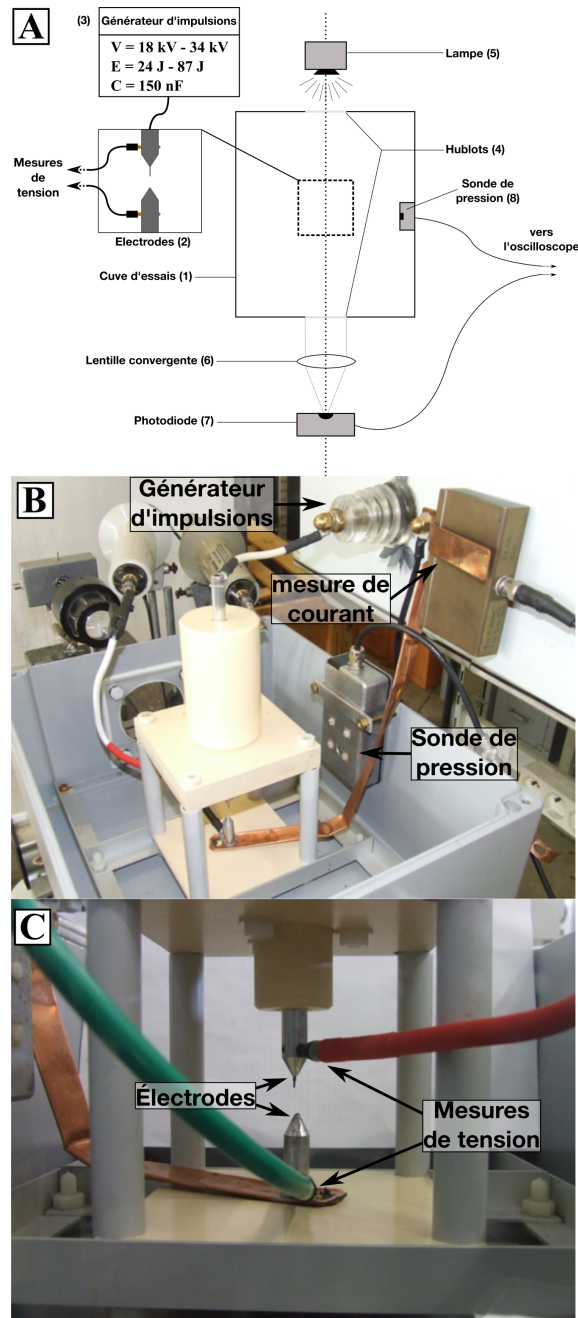 A
(3)
Générateur d'impulsions
V = 18 kV - 34 kV
E = 24 J - 87 J
C = 150 nF
Lampe (5)
Mesures
de
tension
Hublots (4)
Sonde de
pression (8)
vers
l'oscilloscope
Electrodes (2)
Cuve d'essais (1)
Lentille convergente (6)
Photodiode (7)
B
Générateur
d'impulsions
mesure de
courant
Sonde de
pression
C
Électrodes
Mesures
de tension